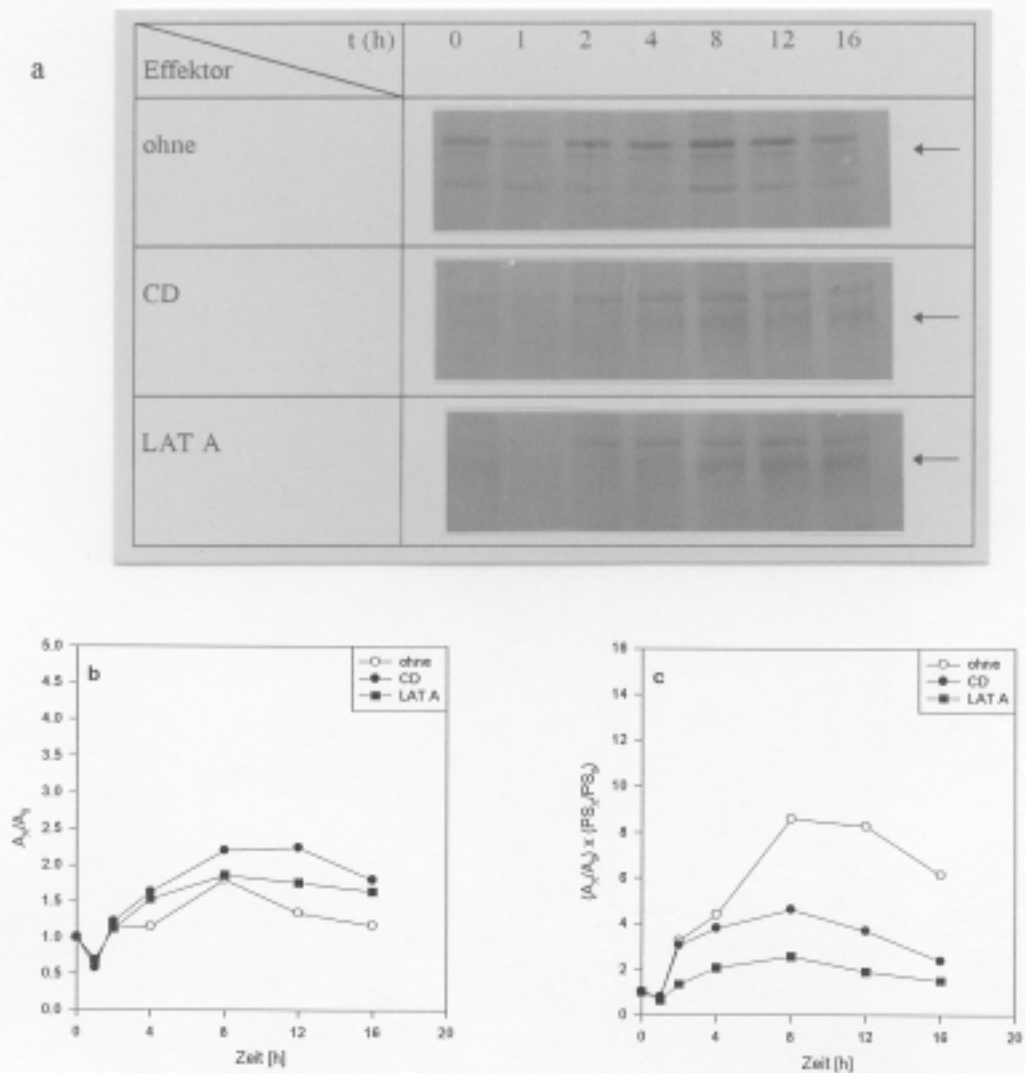 a
t (h) 0 1 2 4 8 12 16
Effektor
ohne
CD
LAT A
b
ohne
CD
LAT A
5.0
4.5
4.0
3.5
3.0
2.5
2.0
1.5
1.0
0.5
0.0
0 4 8 12 16 20
Zeit [h]
c
ohne
CD
LAT A
16
14
12
10
8
6
4
2
0
0 4 8 12 16 20
Zeit [h]